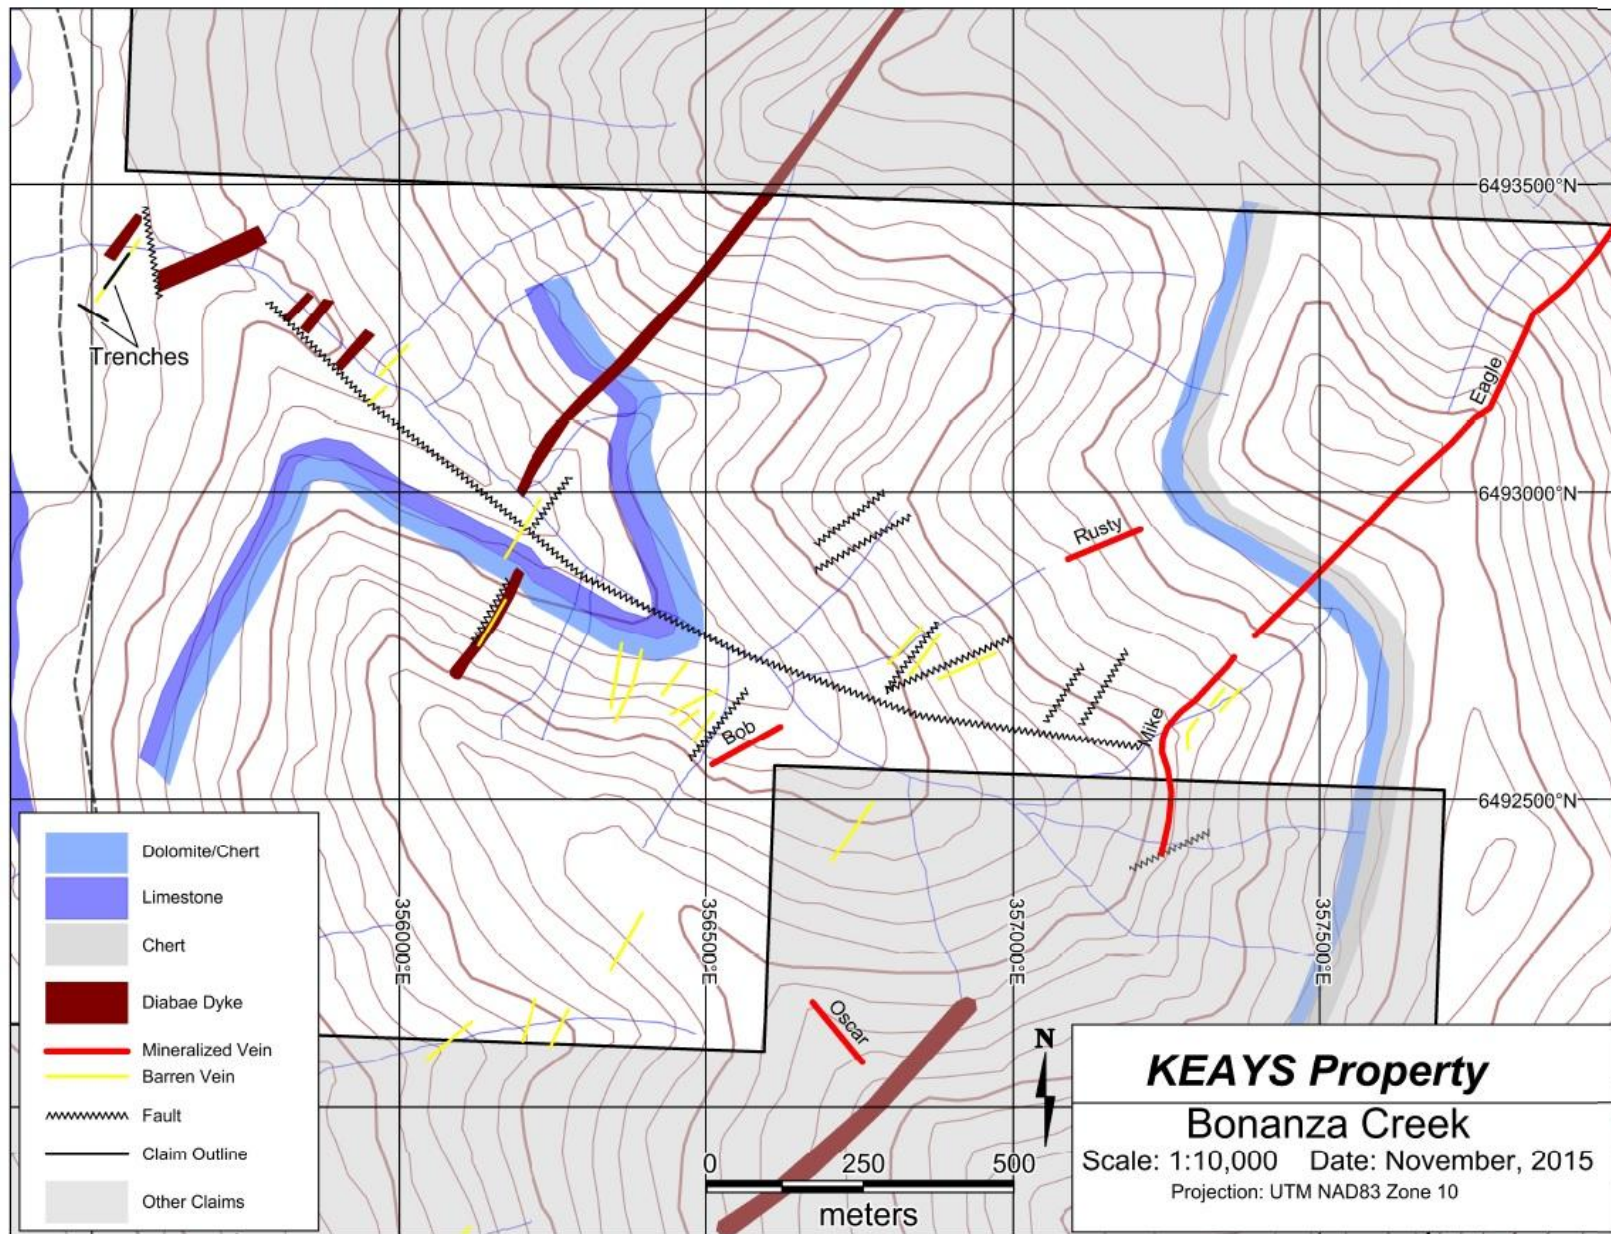 6493500°N
Trenches
Eagle
6493000°N
Rusty
Mike
Bob
6492500°N
356000°E
356500°E
357000°E
357500°E
Oscar
Dolomite/Chert
Limestone
Chert
Diabae Dyke
Mineralized Vein
Barren Vein
Fault
Claim Outline
Other Claims
N
0 250 500
meters
KEAYS Property
Bonanza Creek
Scale: 1:10,000 Date: November, 2015
Projection: UTM NAD83 Zone 10